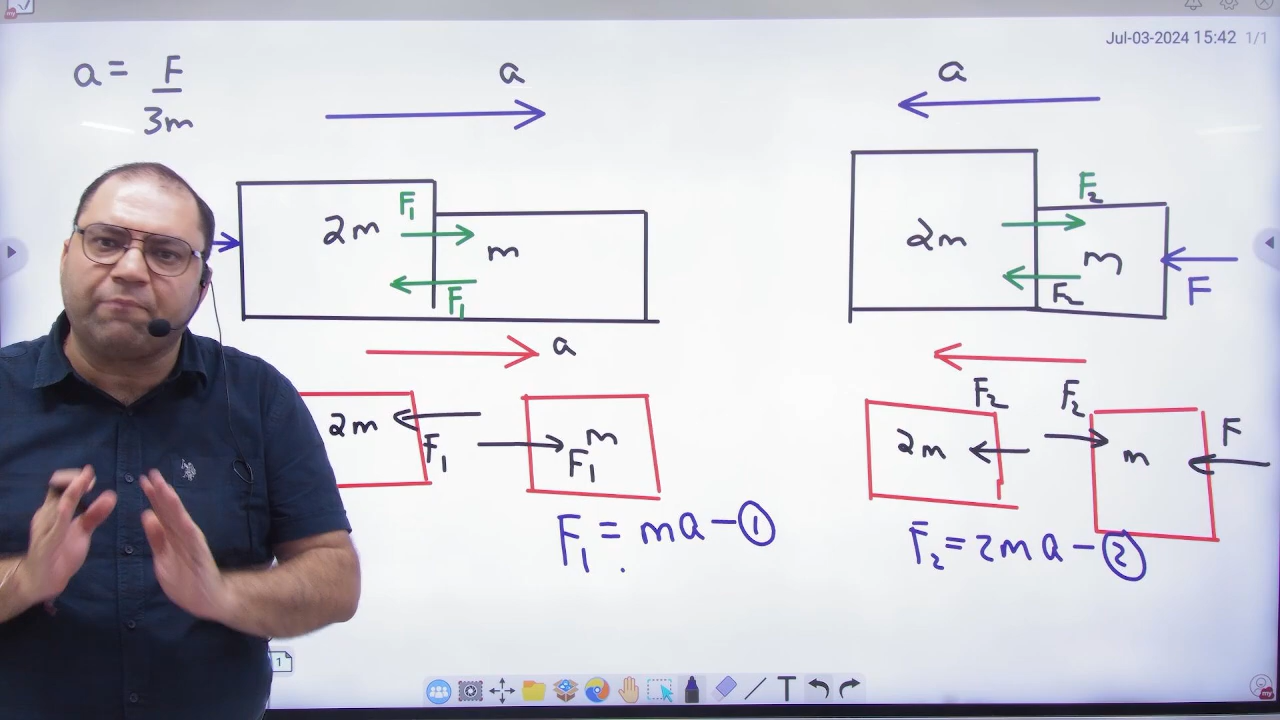 Jul-03-2024 15:42 1/1
a = F
3m
a
a
F₁
2m
m
F₁
F₂
2m
m
F₂
F
a
2m
F₁
m
F₁
F₂
F₂
F
2m
m
F₁ = ma - ①
F₂ = 2ma - ②
1
T